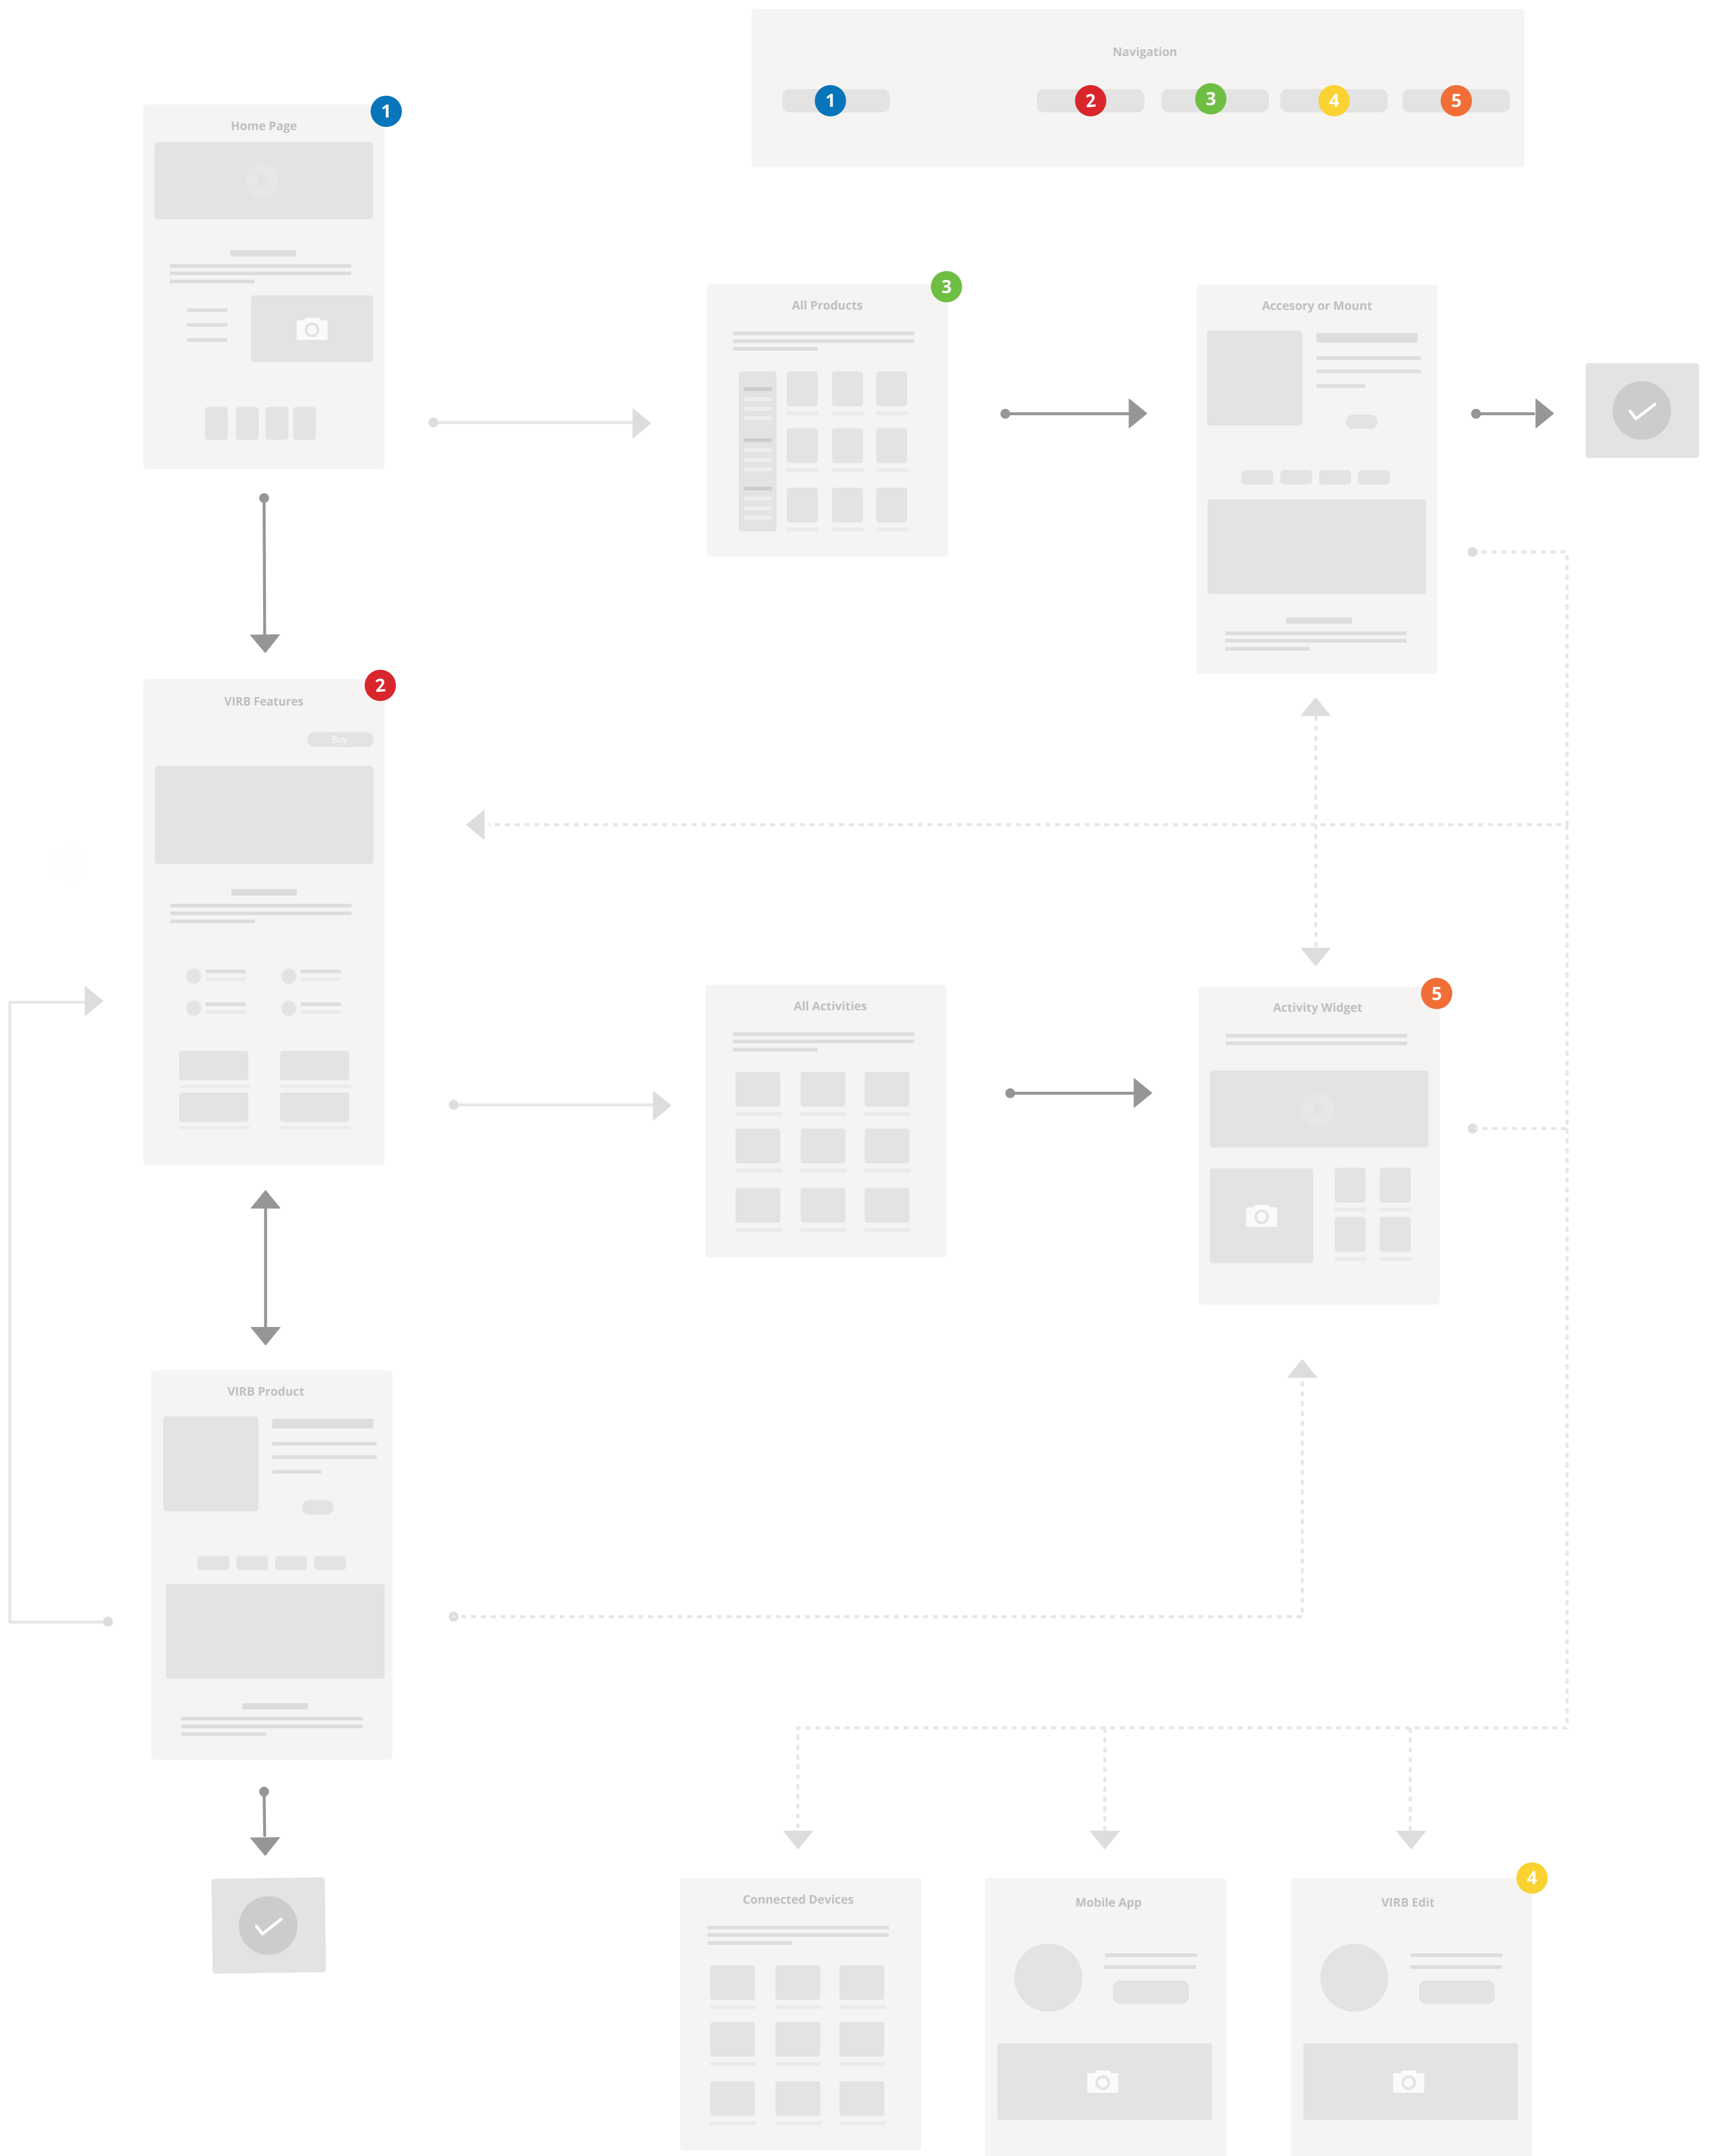 Navigation
1
2
3
4
5
1
Home Page
3
All Products
Accesory or Mount
2
VIRB Features
Buy
All Activities
5
Activity Widget
VIRB Product
Connected Devices
Mobile App
4
VIRB Edit